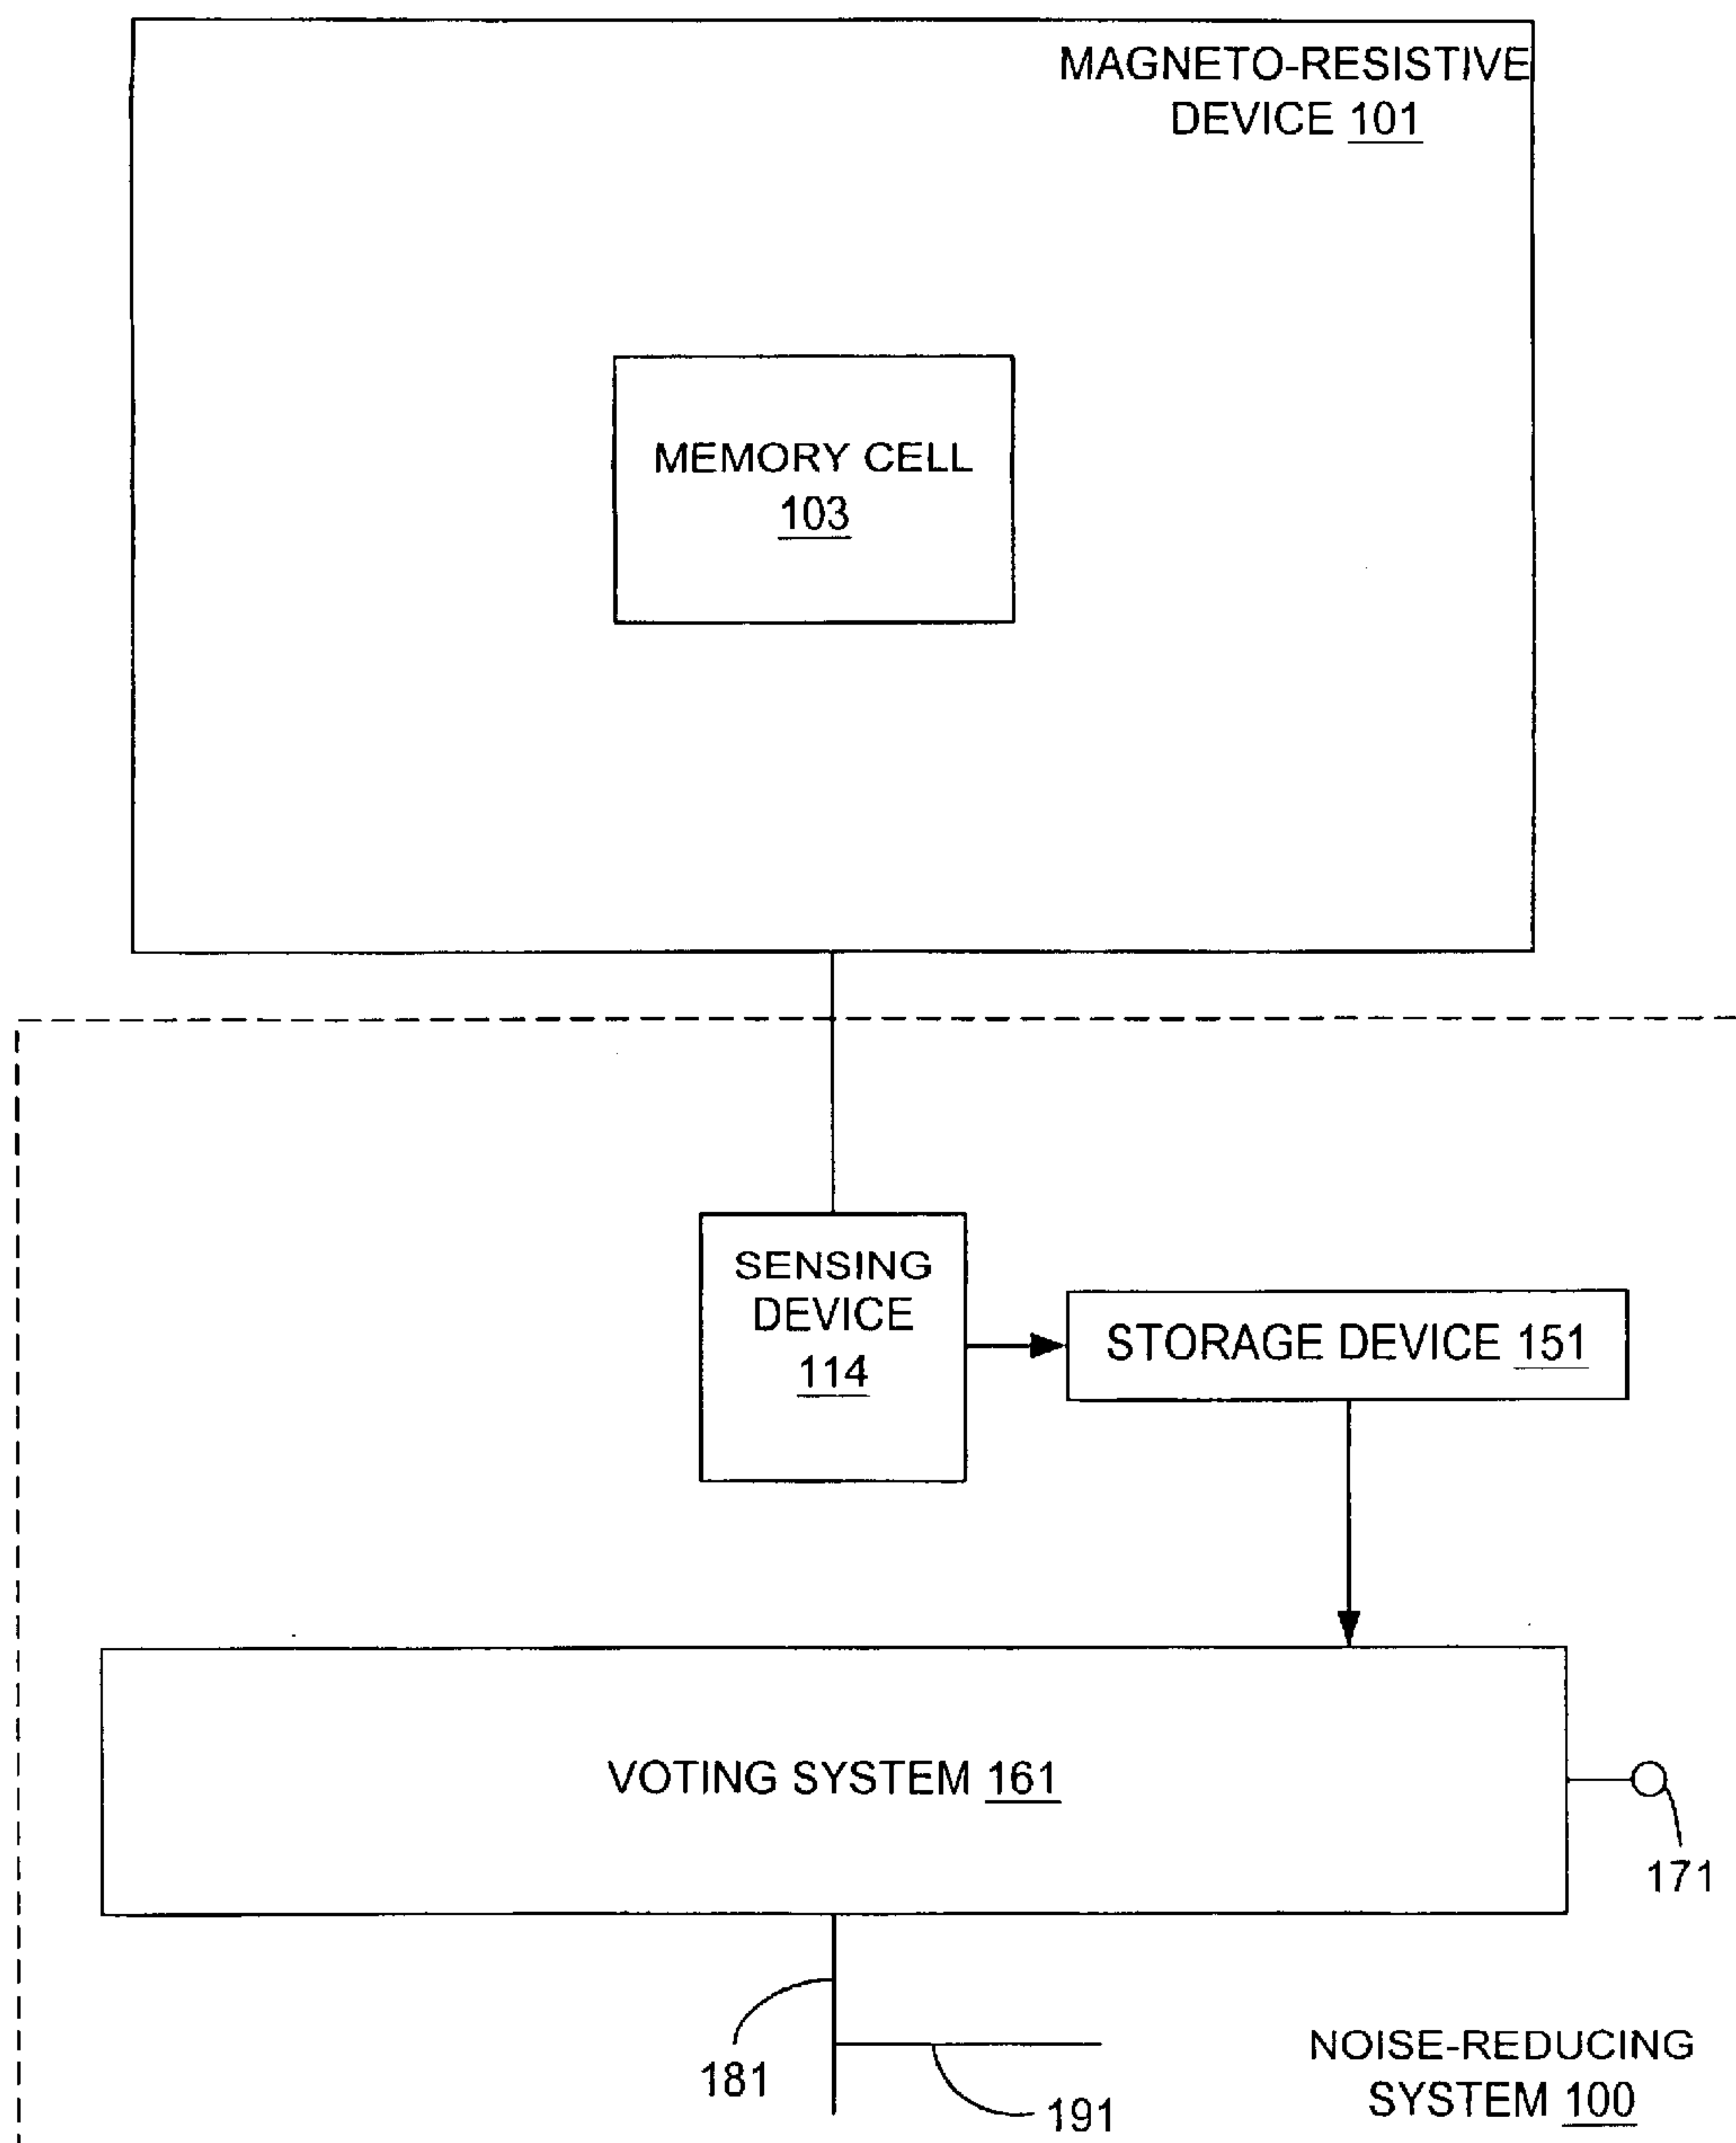 MAGNETO-RESISTIVE
DEVICE 101
MEMORY CELL
103
SENSING
DEVICE
114
STORAGE DEVICE 151
VOTING SYSTEM 161
171
181
191
NOISE-REDUCING
SYSTEM 100